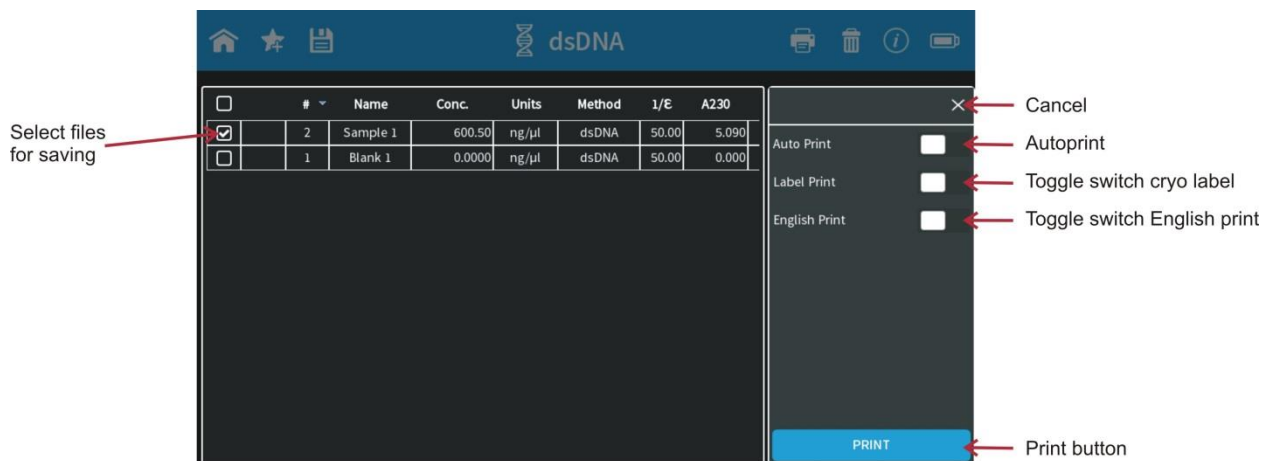 dsDNA
# Name Conc. Units Method 1/ε A230
2 Sample 1 600.50 ng/µl dsDNA 50.00 5.090
1 Blank 1 0.0000 ng/µl dsDNA 50.00 0.000
Select files
for saving
Auto Print
Label Print
English Print
PRINT
Cancel
Autoprint
Toggle switch cryo label
Toggle switch English print
Print button